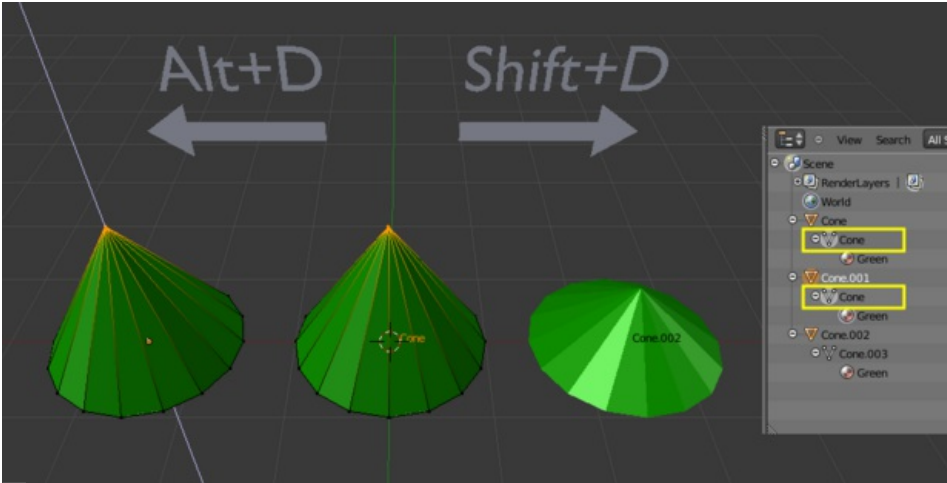 Alt+D
Shift+D
View Search All S
Scene
RenderLayers |
World
Cone
Cone
Green
Cone.001
Cone
Green
Cone.002
Cone.003
Green
Cone
Cone.002